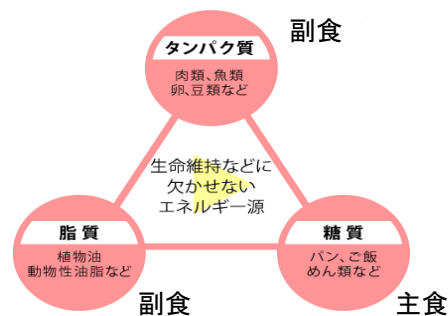 副食
タンパク質
肉類、魚類
卵、豆類など
生命維持などに
欠かせない
エネルギー源
脂質
植物油
動物性油脂など
副食
糖質
パン、ご飯
めん類など
主食